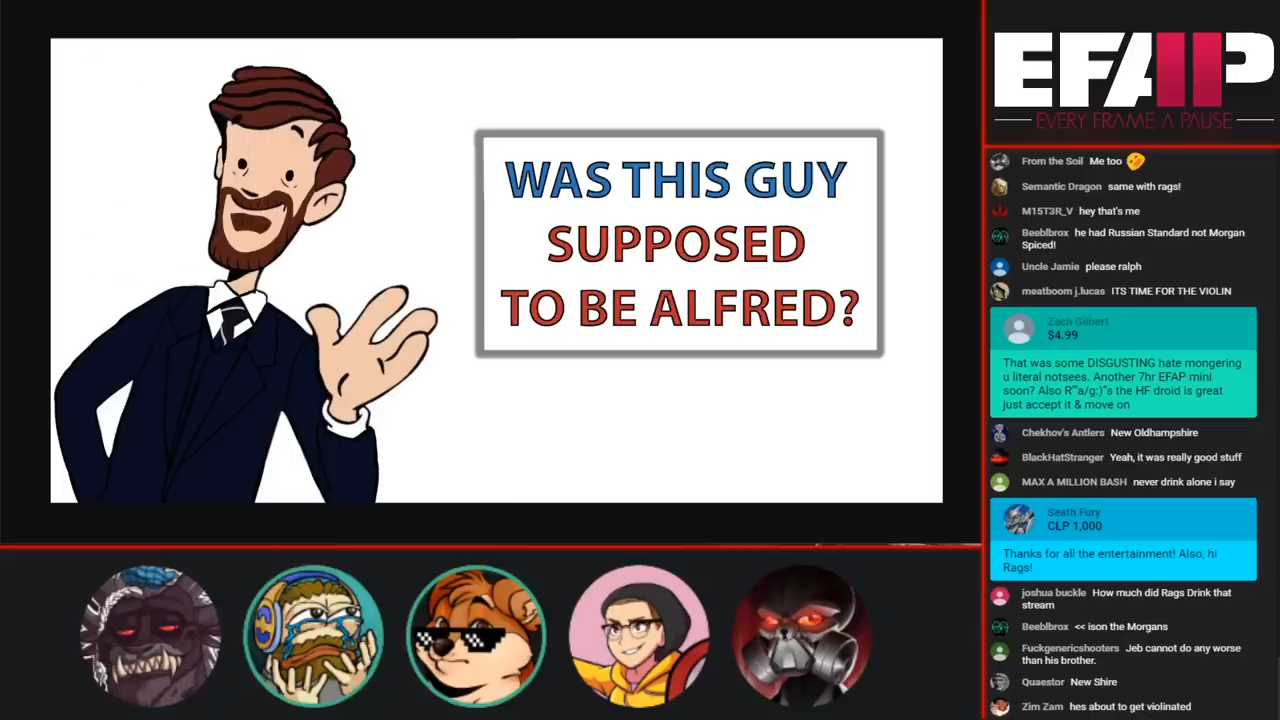 WAS THIS GUY
SUPPOSED
TO BE ALFRED?
EFAP
EVERY FRAME A PAUSE
From the Soil Me too
Semantic Dragon same with rags!
M15T3R_V hey that's me
Beeblbrox he had Russian Standard not Morgan
Spiced!
Uncle Jamie please ralph
meatboom j.lucas ITS TIME FOR THE VIOLIN
Zach Gilbert
$4.99
That was some DISGUSTING hate mongering
u literal notsees. Another 7hr EFAP mini
soon? Also R'"a/g:)"s the HF droid is great
just accept it & move on
Chekhov's Antlers New Oldhampshire
BlackHatStranger Yeah, it was really good stuff
MAX A MILLION BASH never drink alone i say
Seath Fury
CLP 1,000
Thanks for all the entertainment! Also, hi
Rags!
joshua buckle How much did Rags Drink that
stream
Beeblbrox << ison the Morgans
Fuckgenericshooters Jeb cannot do any worse
than his brother.
Quaestor New Shire
Zim Zam hes about to get violinated